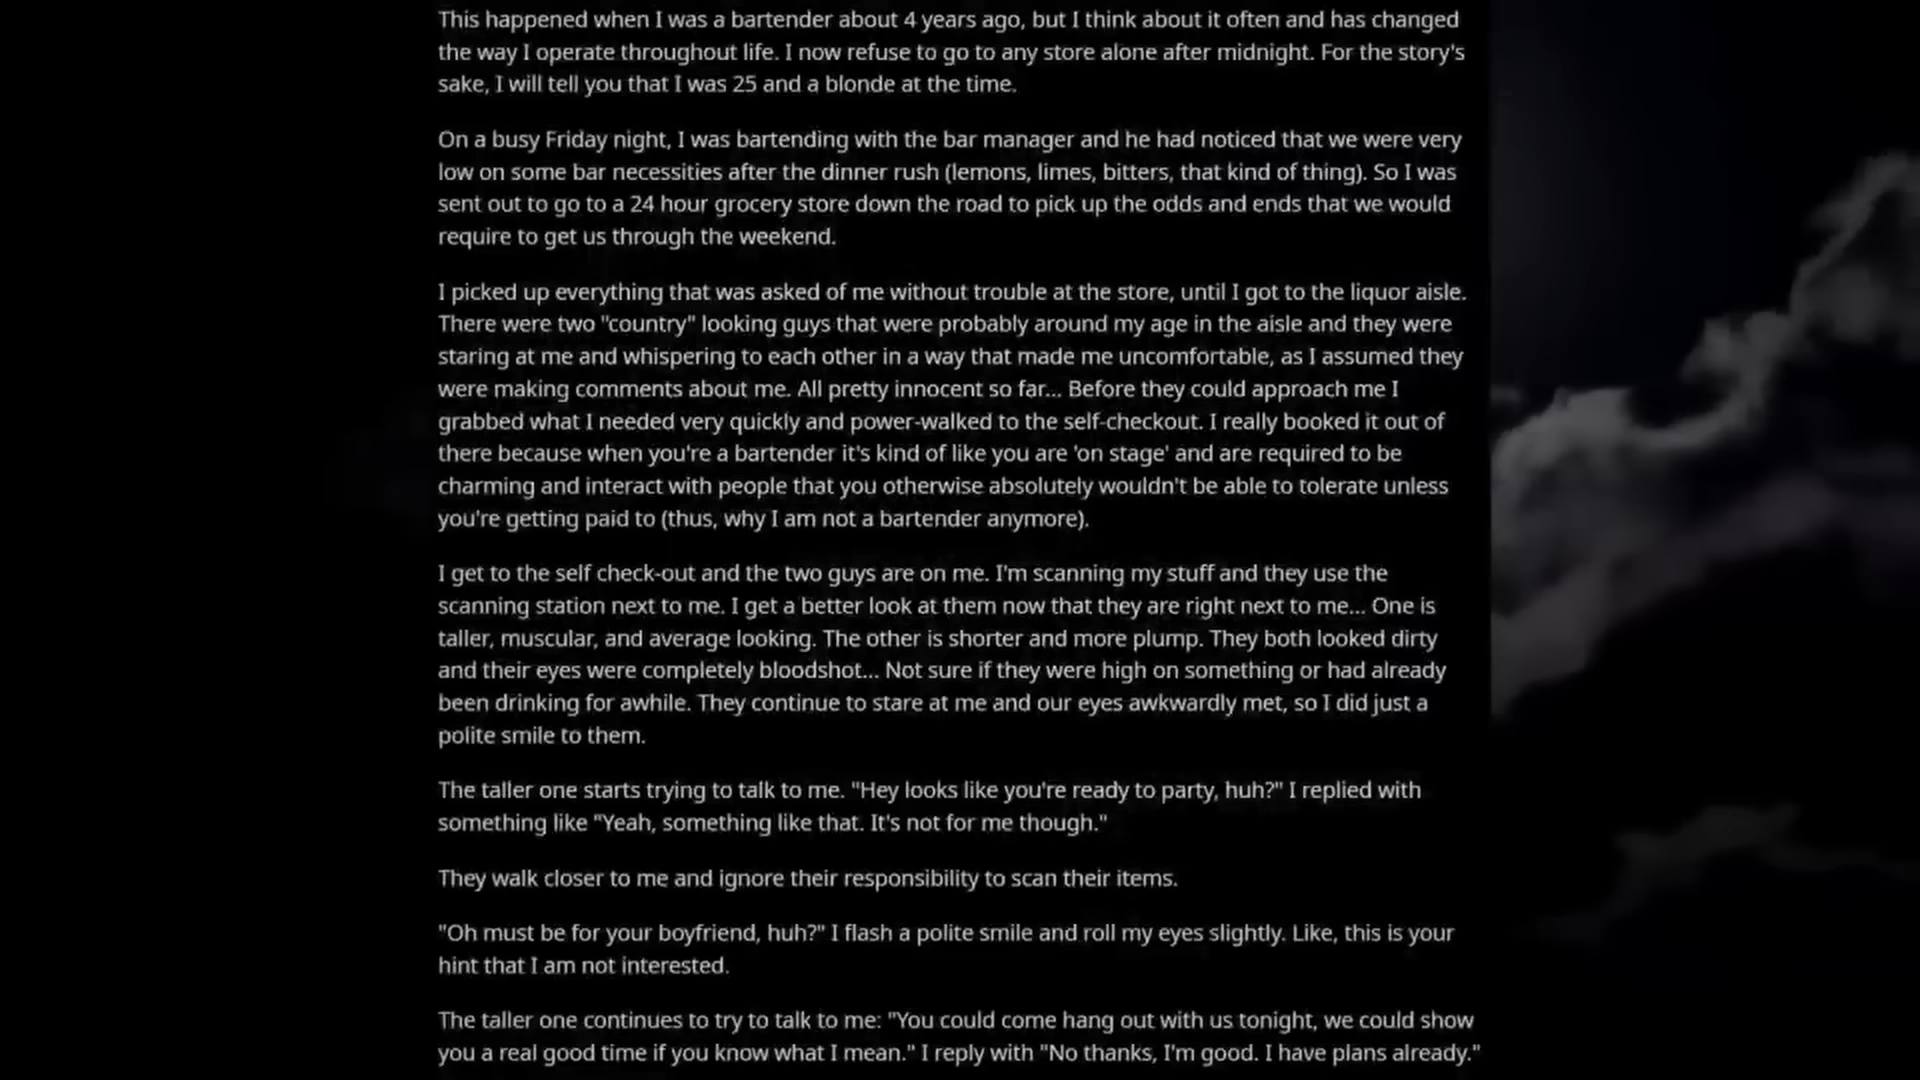 This happened when I was a bartender about 4 years ago, but I think about it often and has changed
the way I operate throughout life. I now refuse to go to any store alone after midnight. For the story's
sake, I will tell you that I was 25 and a blonde at the time.
On a busy Friday night, I was bartending with the bar manager and he had noticed that we were very
low on some bar necessities after the dinner rush (lemons, limes, bitters, that kind of thing). So I was
sent out to go to a 24 hour grocery store down the road to pick up the odds and ends that we would
require to get us through the weekend.
I picked up everything that was asked of me without trouble at the store, until I got to the liquor aisle.
There were two "country" looking guys that were probably around my age in the aisle and they were
staring at me and whispering to each other in a way that made me uncomfortable, as I assumed they
were making comments about me. All pretty innocent so far... Before they could approach me I
grabbed what I needed very quickly and power-walked to the self-checkout. I really booked it out of
there because when you're a bartender it's kind of like you are 'on stage' and are required to be
charming and interact with people that you otherwise absolutely wouldn't be able to tolerate unless
you're getting paid to (thus, why I am not a bartender anymore).
I get to the self check-out and the two guys are on me. I'm scanning my stuff and they use the
scanning station next to me. I get a better look at them now that they are right next to me... One is
taller, muscular, and average looking. The other is shorter and more plump. They both looked dirty
and their eyes were completely bloodshot... Not sure if they were high on something or had already
been drinking for awhile. They continue to stare at me and our eyes awkwardly met, so I did just a
polite smile to them.
The taller one starts trying to talk to me. "Hey looks like you're ready to party, huh?" I replied with
something like "Yeah, something like that. It's not for me though."
They walk closer to me and ignore their responsibility to scan their items.
"Oh must be for your boyfriend, huh?" I flash a polite smile and roll my eyes slightly. Like, this is your
hint that I am not interested.
The taller one continues to try to talk to me: "You could come hang out with us tonight, we could show
you a real good time if you know what I mean." I reply with "No thanks, I'm good. I have plans already."